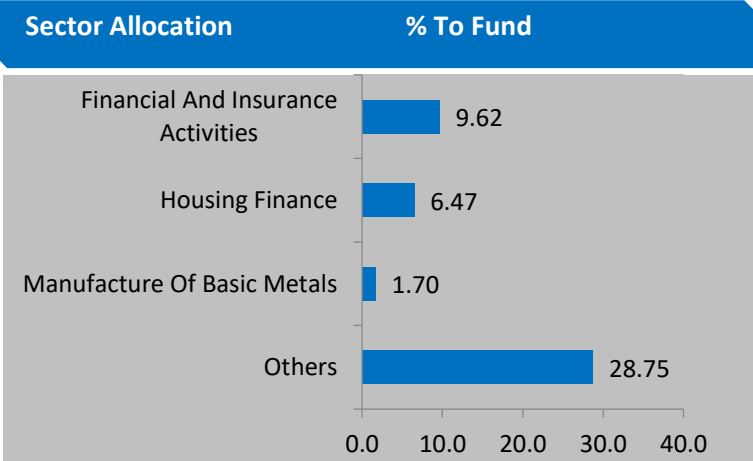 Sector Allocation % To Fund
Financial And Insurance
Activities
9.62
Housing Finance 6.47
Manufacture Of Basic Metals 1.70
Others 28.75
0.0 10.0 20.0 30.0 40.0